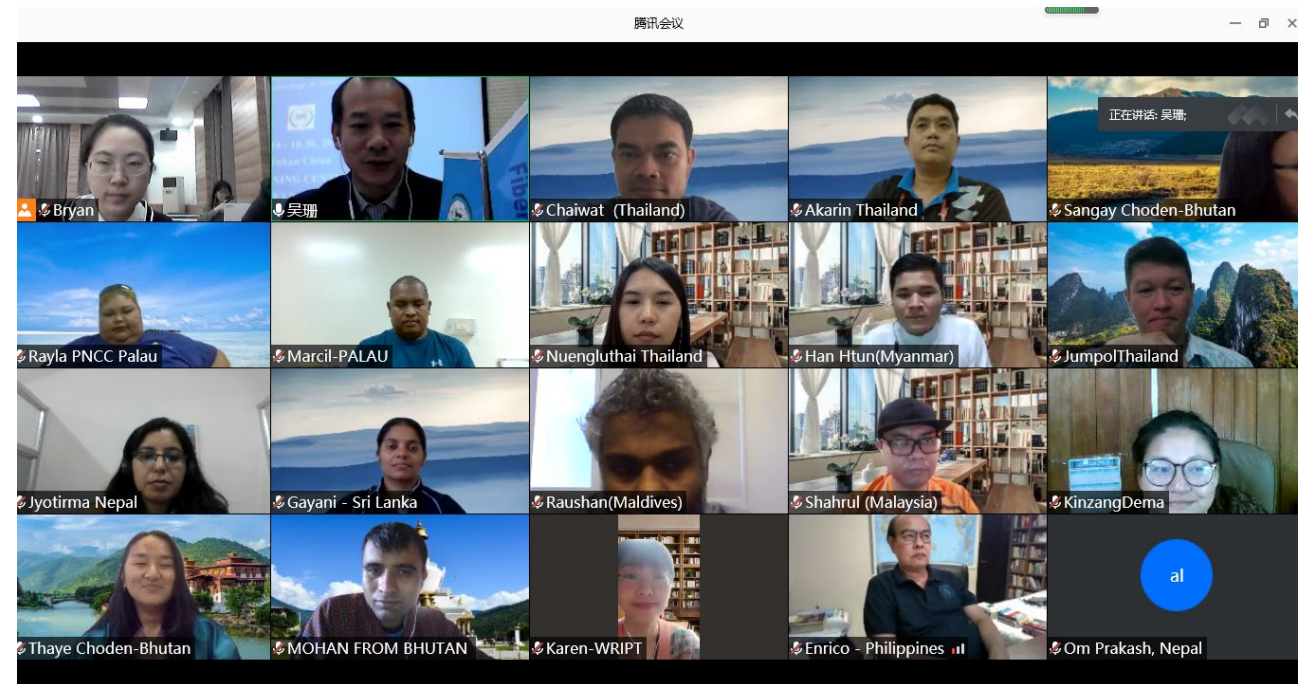 腾讯会议
正在讲话: 吴珊;
Bryan
吴珊
Chaiwat (Thailand)
Akarin Thailand
Sangay Choden-Bhutan
Fiber
Rayla PNCC Palau
Marcil-PALAU
Nuengluthai Thailand
Han Htun(Myanmar)
JumpolThailand
Jyotirma Nepal
Gayani - Sri Lanka
Raushan(Maldives)
Shahrul (Malaysia)
KinzangDema
Thaye Choden-Bhutan
MOHAN FROM BHUTAN
Karen-WRIPT
Enrico - Philippines
al
Om Prakash, Nepal